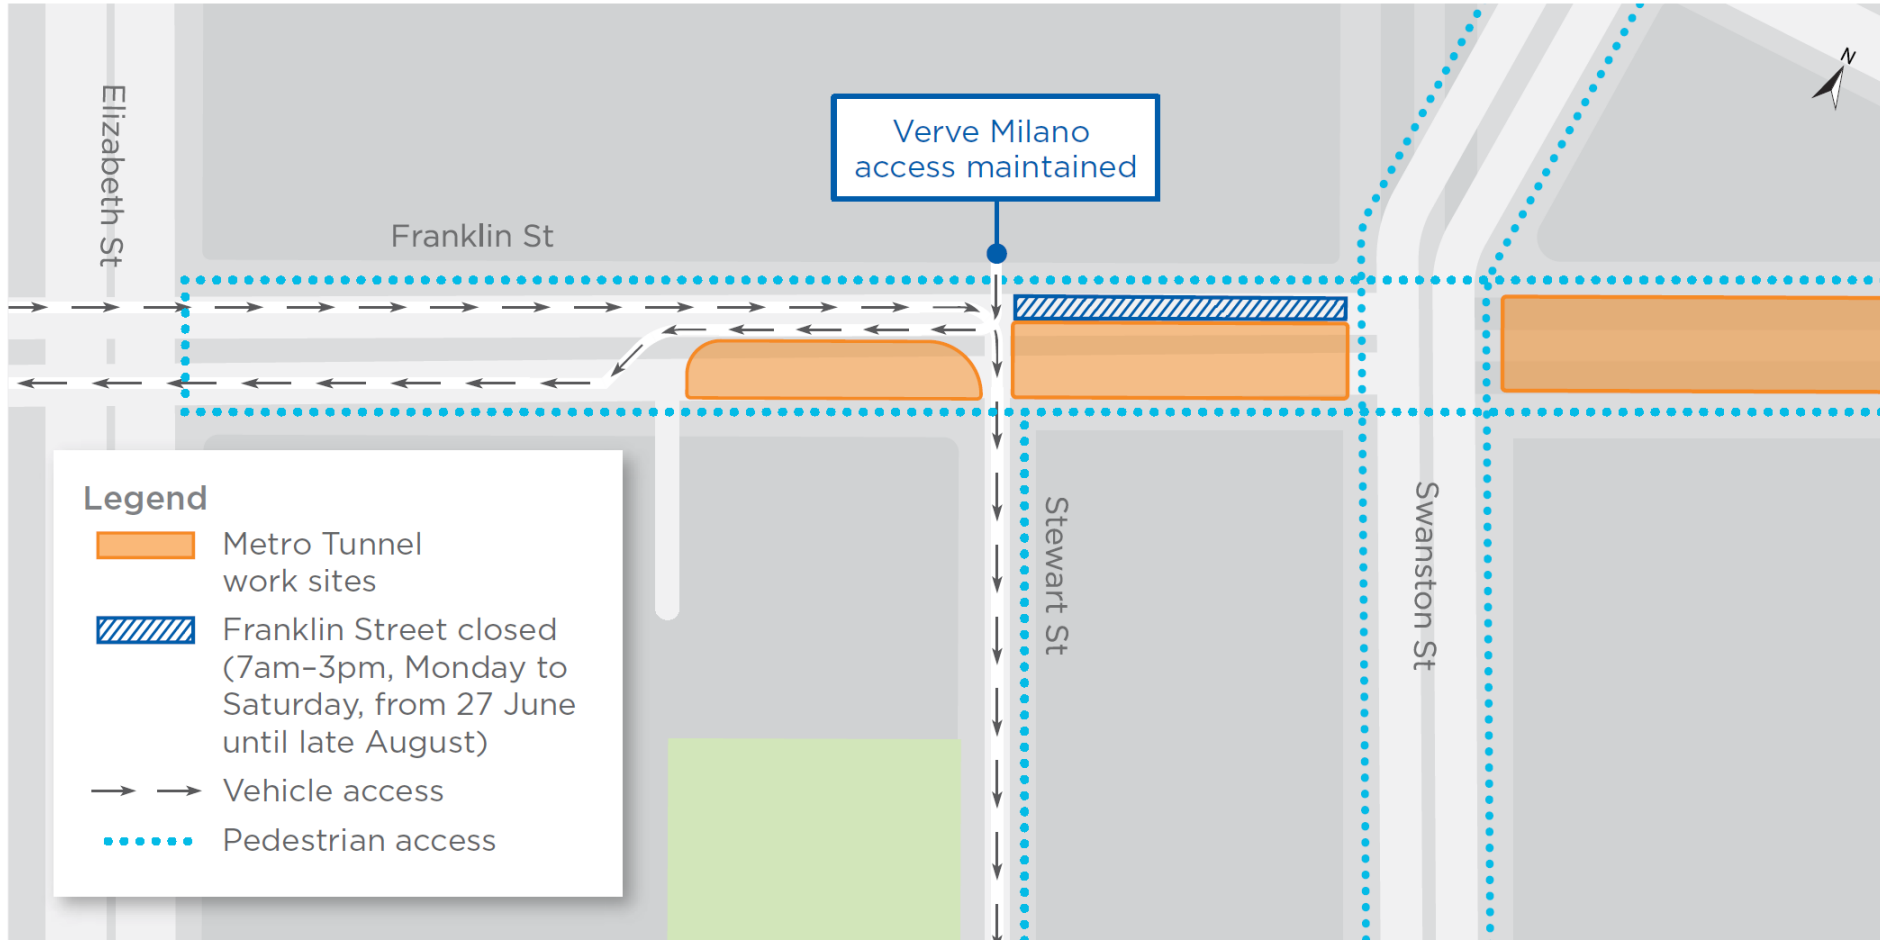 N
Verve Milano
access maintained
Elizabeth St
Franklin St
Stewart St
Swanston St
Legend
Metro Tunnel
work sites
Franklin Street closed
(7am–3pm, Monday to
Saturday, from 27 June
until late August)
Vehicle access
Pedestrian access